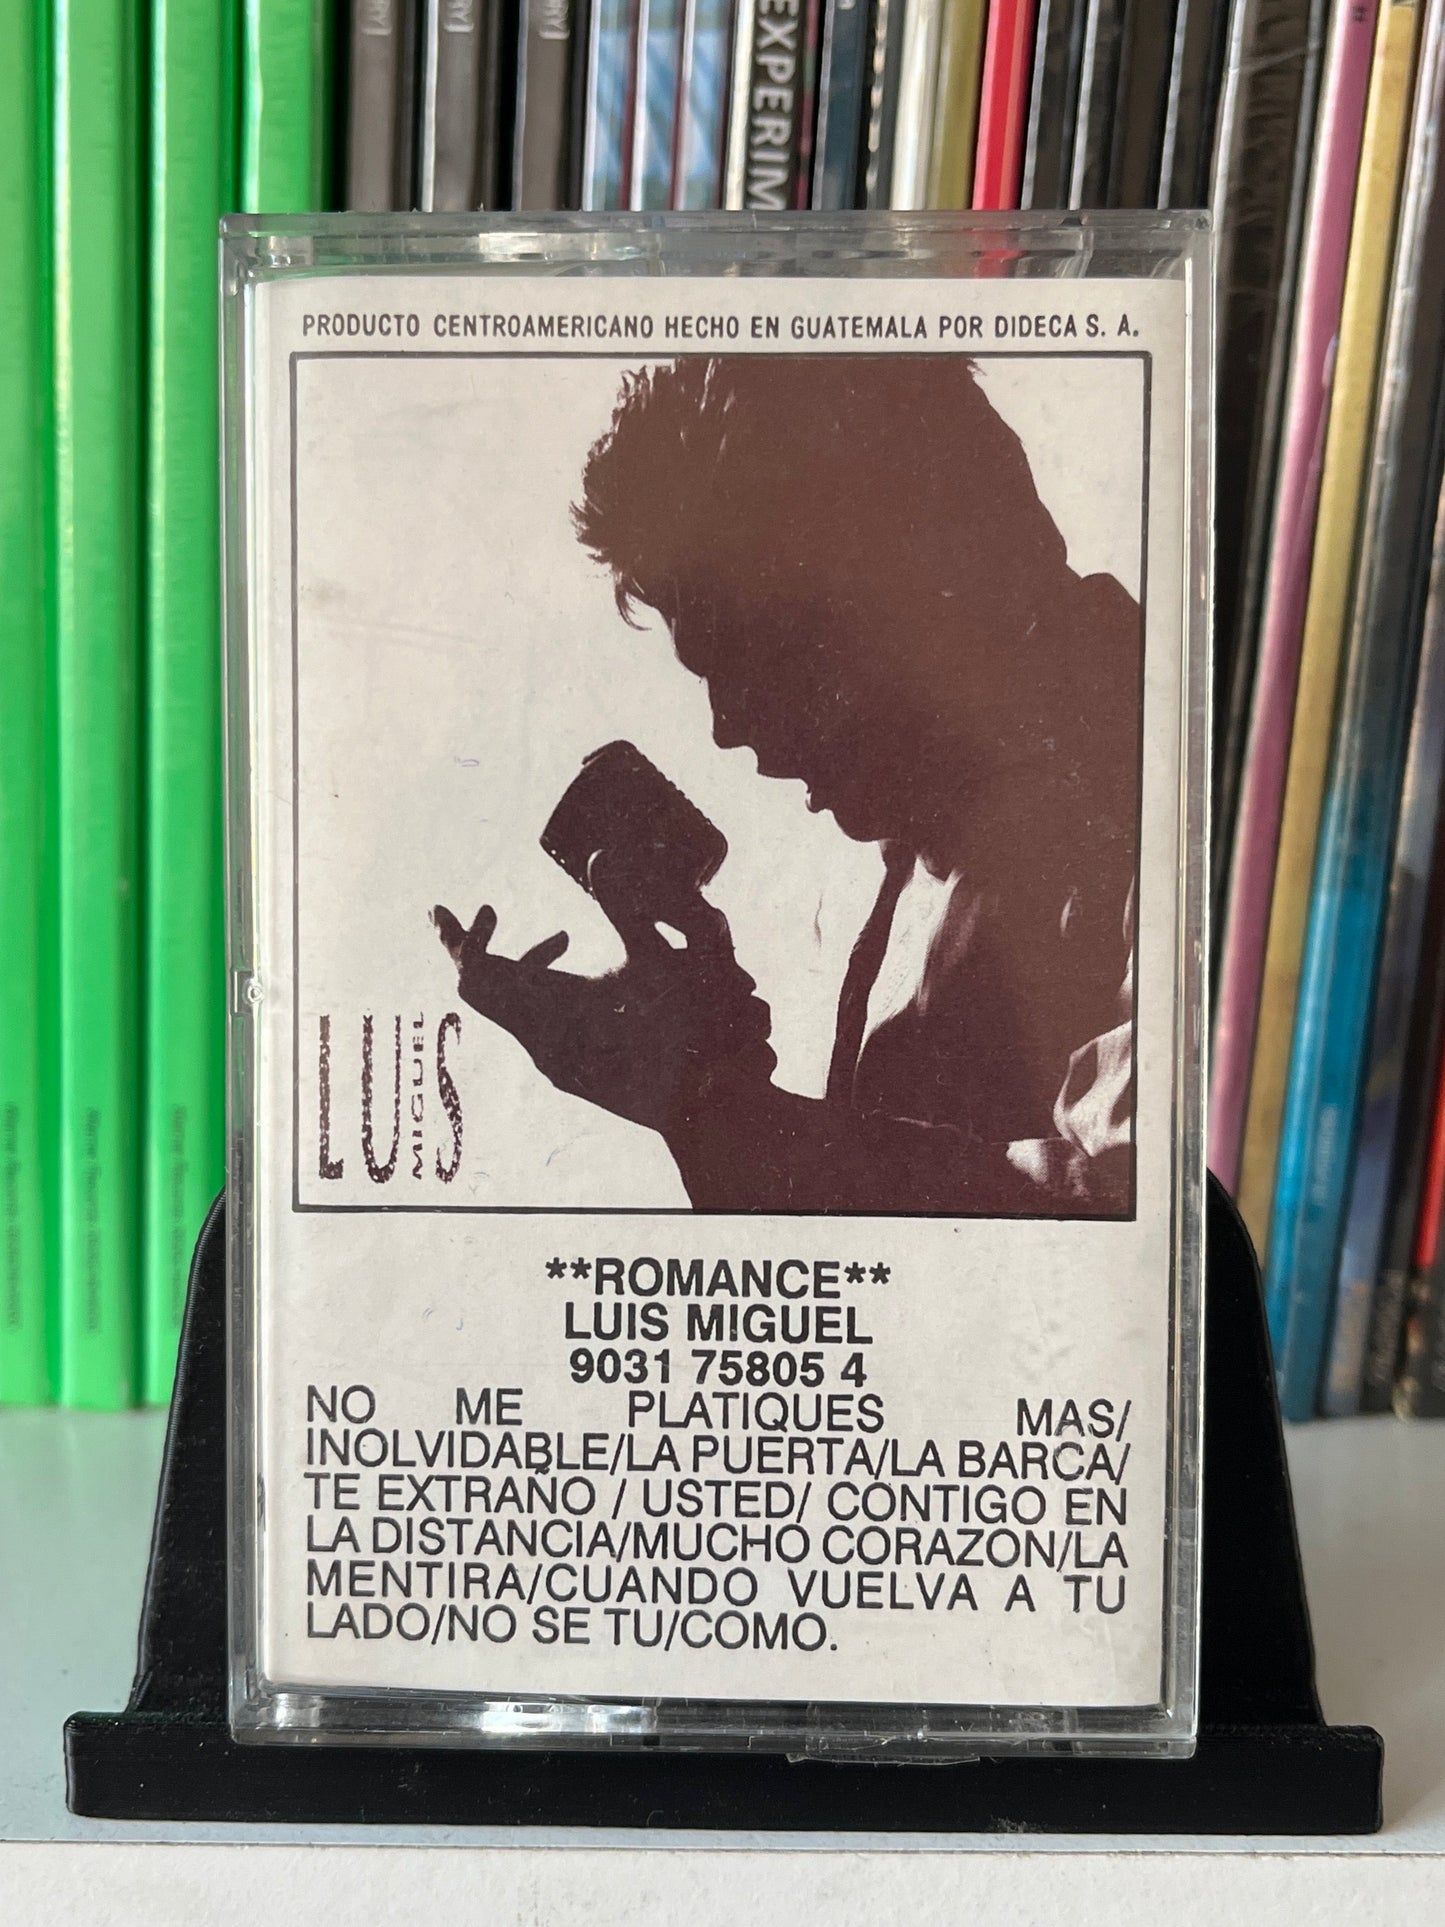 EXPERIM
PRODUCTO CENTROAMERICANO HECHO EN GUATEMALA POR DIDECA S. A.
LUIS
MIGUEL
**ROMANCE**
LUIS MIGUEL
9031 75805 4
NO ME PLATIQUES MAS/
INOLVIDABLE/LA PUERTA/LA BARCA/
TE EXTRAÑO / USTED/ CONTIGO EN
LA DISTANCIA/MUCHO CORAZON/LA
MENTIRA/CUANDO VUELVA A TU
LADO/NO SE TU/COMO.